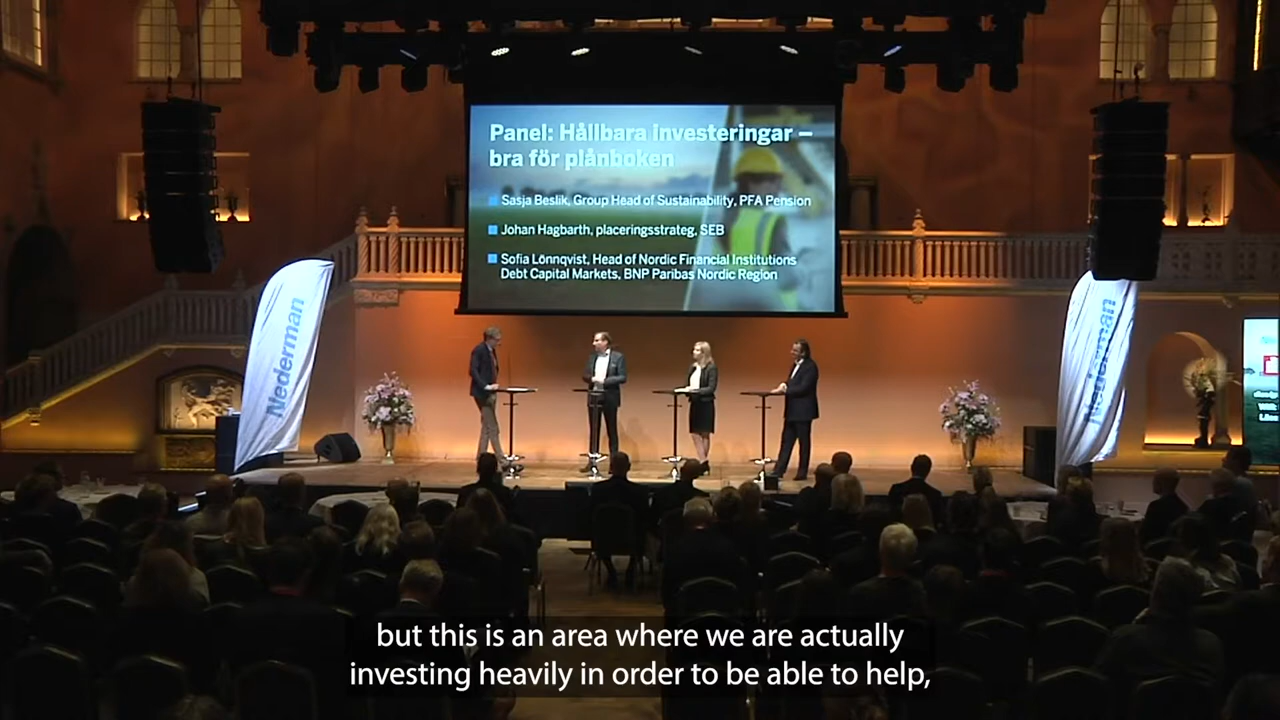 Panel: Hållbara investeringar –
bra för plånboken
Sasja Beslik, Group Head of Sustainability, PFA Pension
Johan Hagbarth, placeringsstrateg, SEB
Sofia Lönnqvist, Head of Nordic Financial Institutions
Debt Capital Markets, BNP Paribas Nordic Region
Nederman
Nederman
but this is an area where we are actually
investing heavily in order to be able to help,